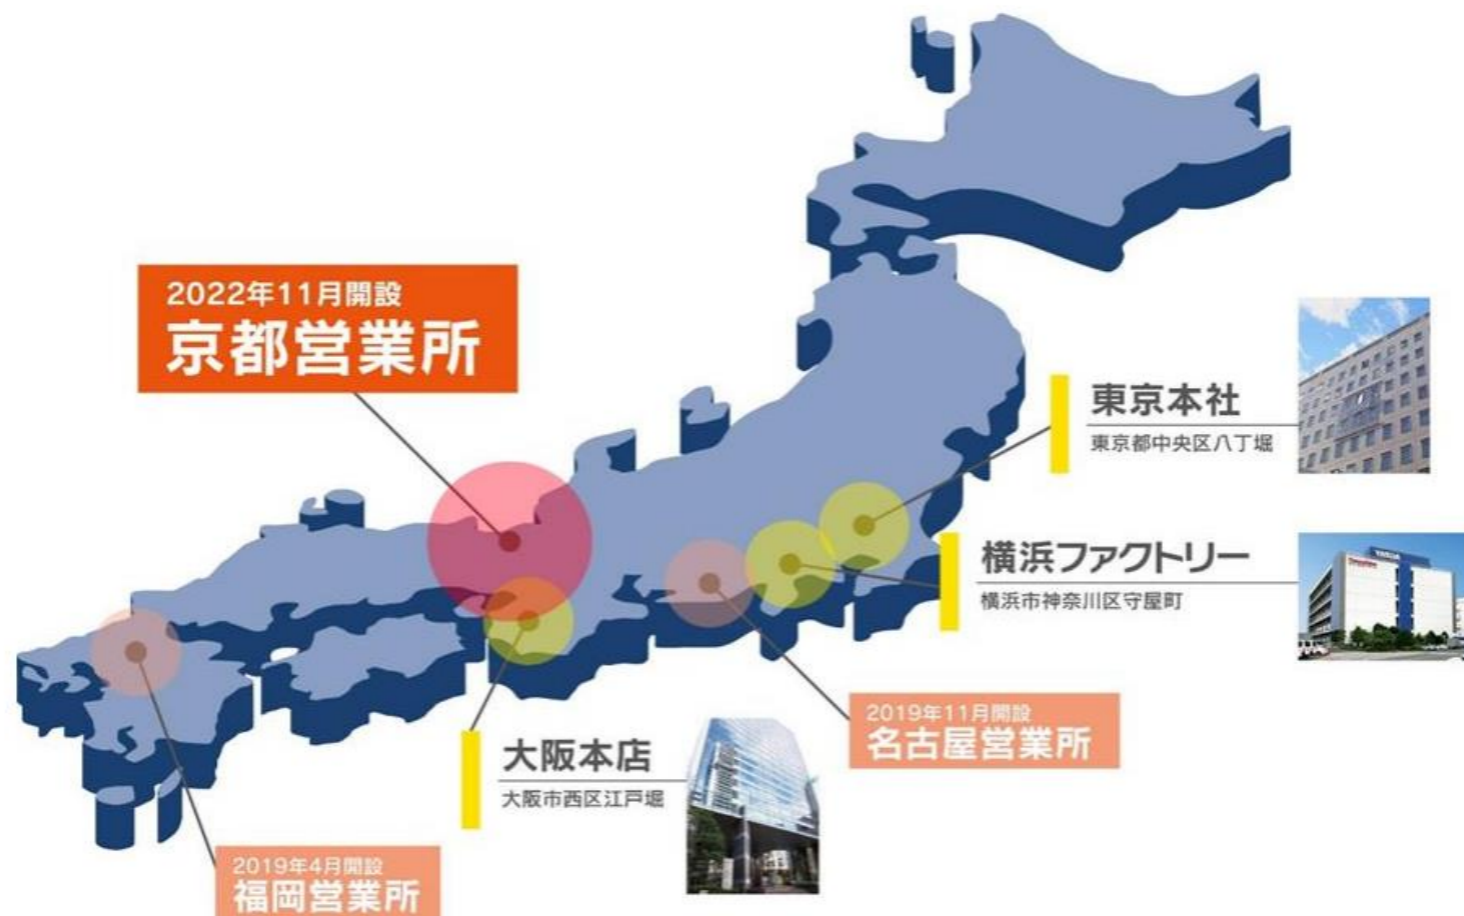 2022年11月開設
京都営業所
東京本社
東京都中央区八丁堀
横浜ファクトリー
横浜市神奈川区守屋町
2019年11月開設
名古屋営業所
大阪本店
大阪市西区江戸堀
2019年4月開設
福岡営業所